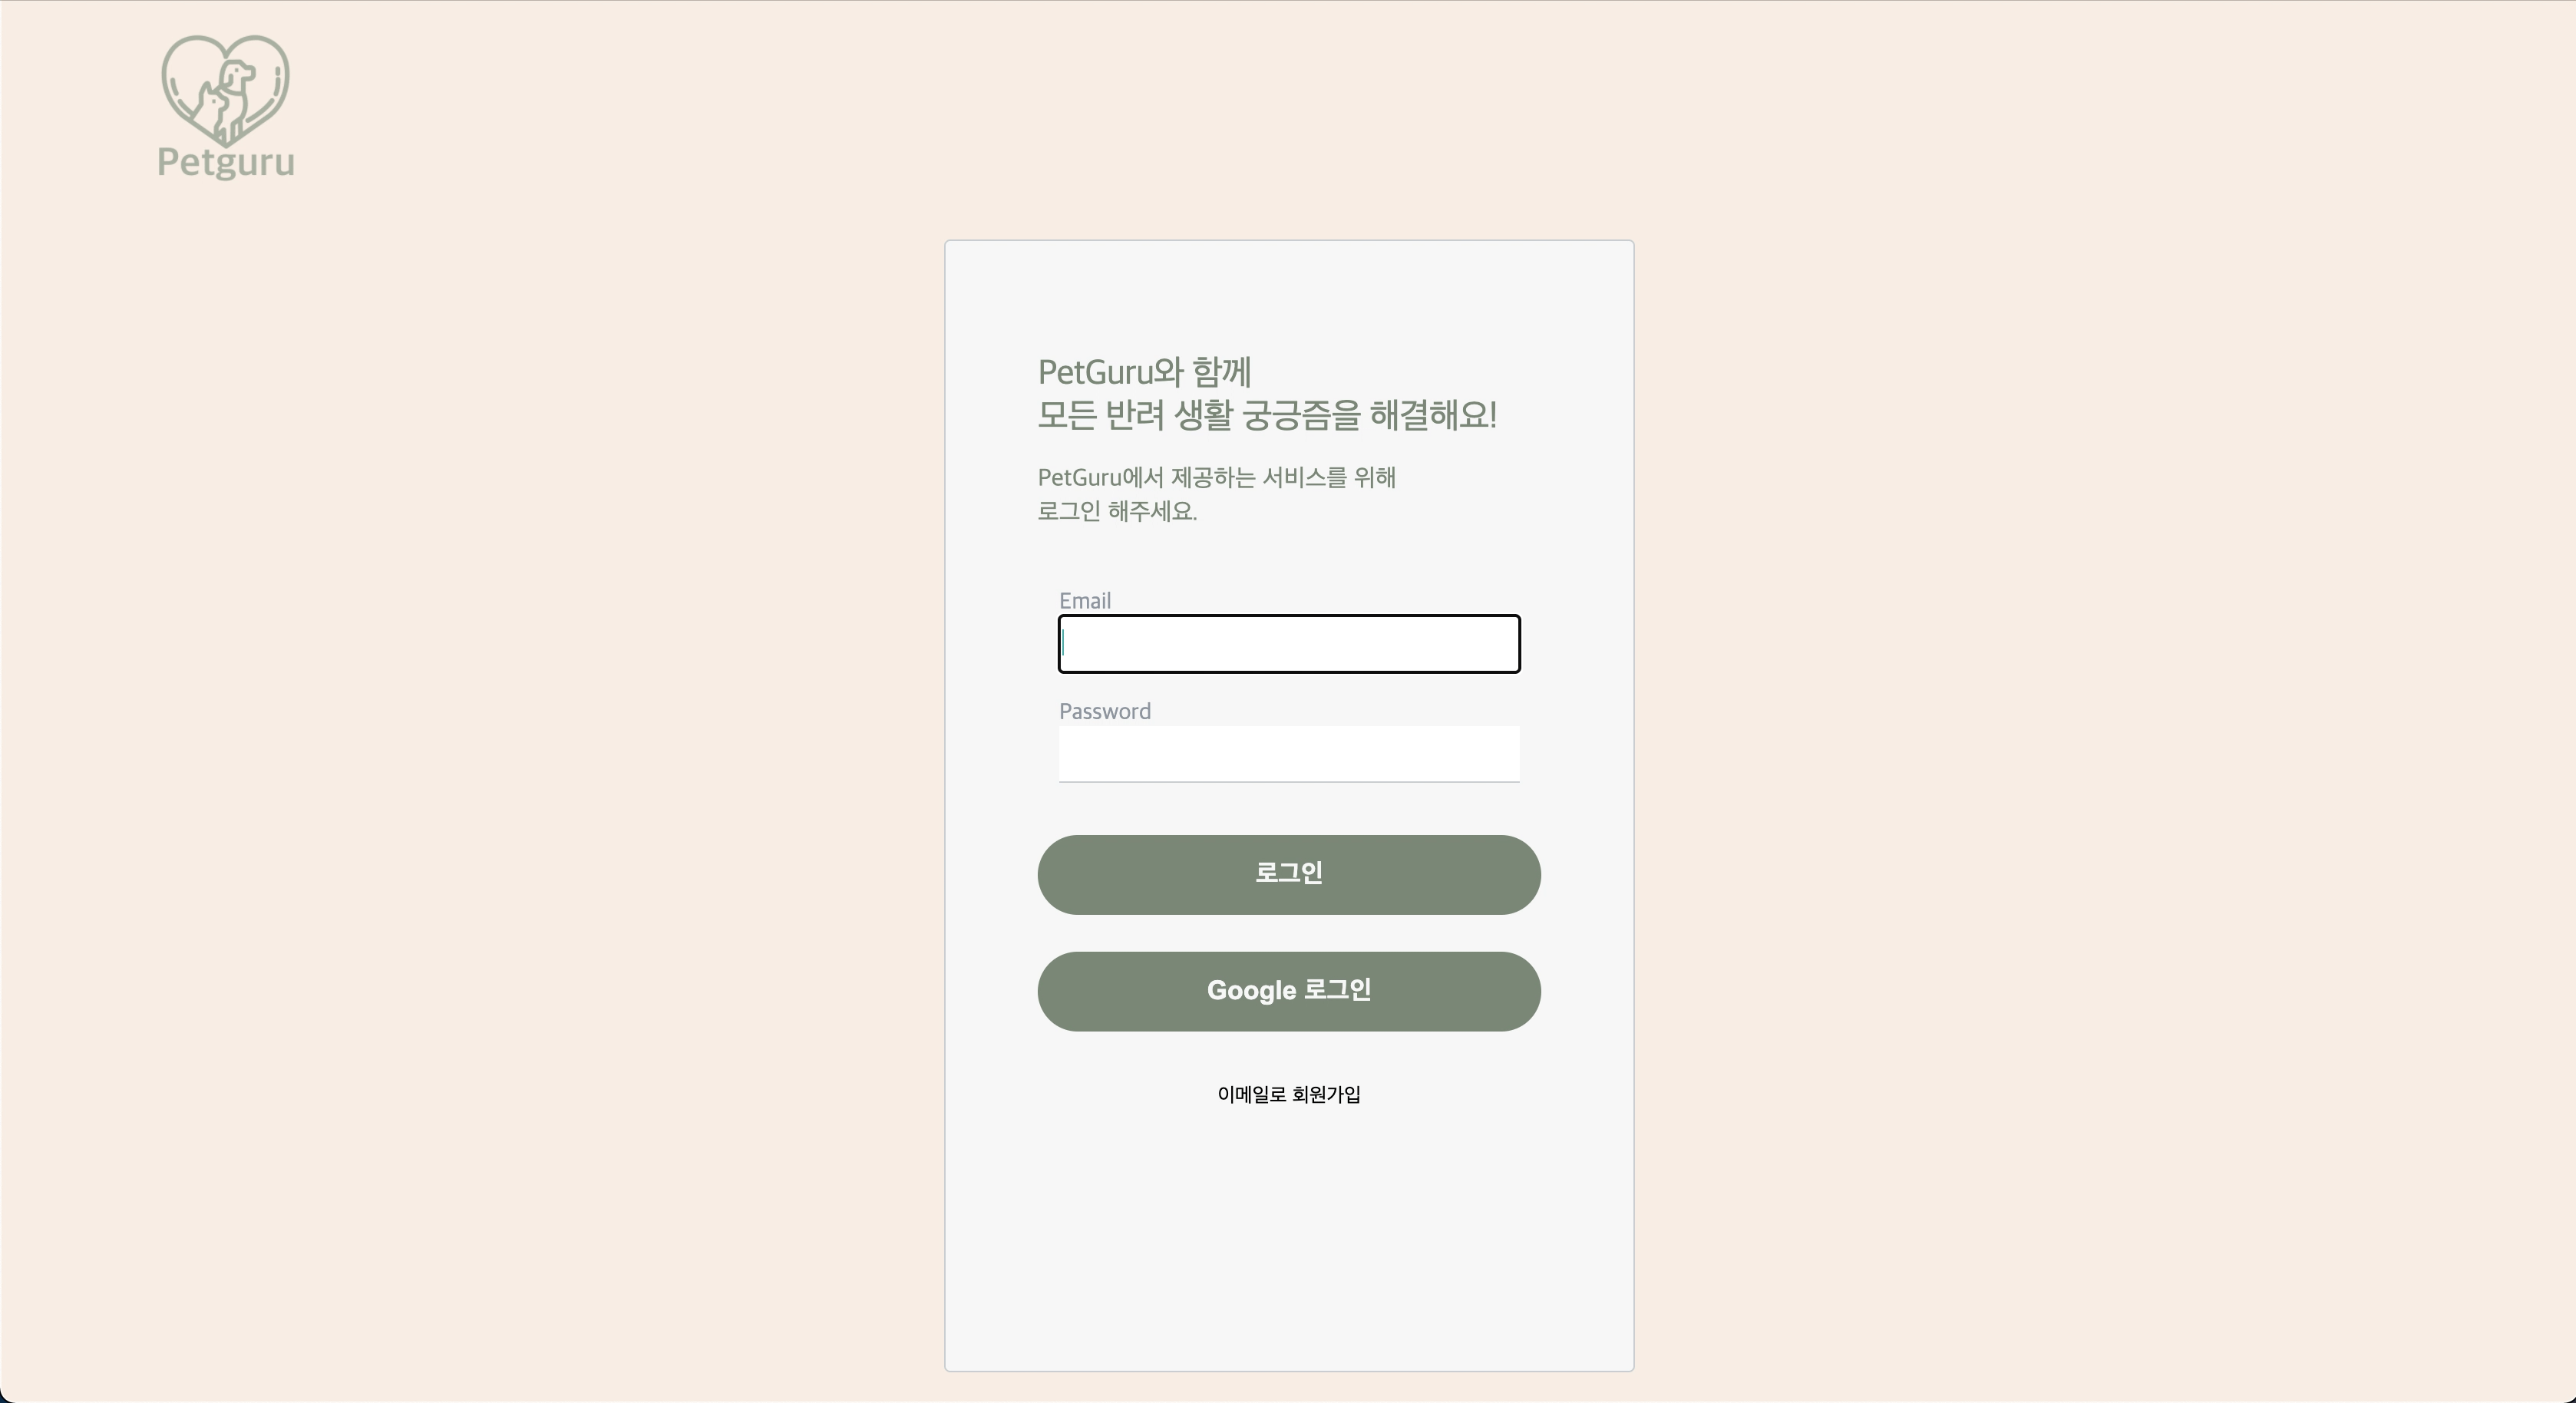 Petguru
PetGuru와 함께
모든 반려 생활 궁긍즘을 해결해요!
PetGuru에서 제공하는 서비스를 위해
로그인 해주세요.
Email
Password
로그인
Google 로그인
이메일로 회원가입